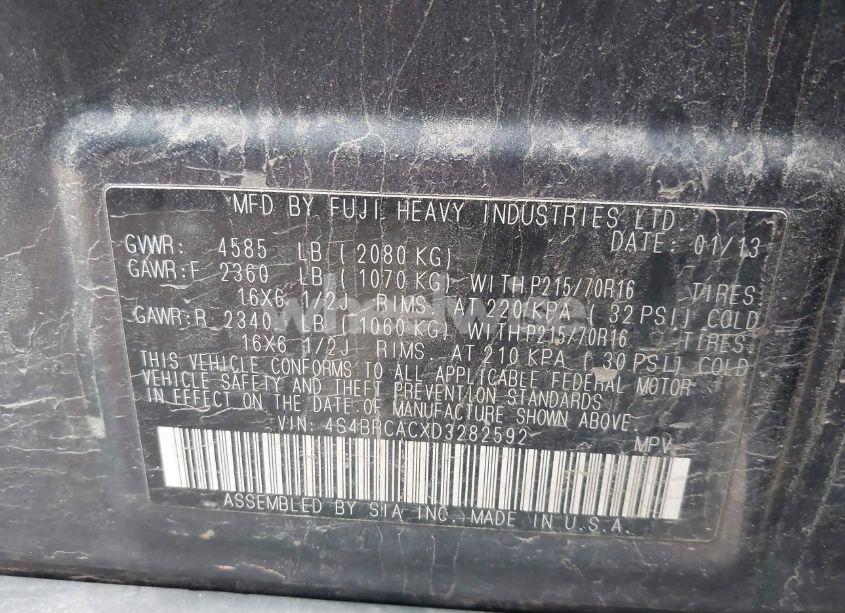 MFD BY FUJI HEAVY INDUSTRIES LTD.
DATE: 01/13
GVWR: 4585 LB (2080 KG)
GAWR:F 2360 LB (1070 KG) WITH P215/70R16 TIRES
16X6 1/2J RIMS. AT 220 KPA (32 PSI) COLD
GAWR:R 2340 LB (1060 KG) WITH P215/70R16 TIRES.
16X6 1/2J RIMS. AT 210 KPA (30 PSI) COLD
THIS VEHICLE CONFORMS TO ALL APPLICABLE FEDERAL MOTOR
VEHICLE SAFETY AND THEFT PREVENTION STANDARDS
IN EFFECT ON THE DATE OF MANUFACTURE SHOWN ABOVE.
VIN: 4S4BRCACXD3282592 MPV
ASSEMBLED BY SIA INC. MADE IN U.S.A.